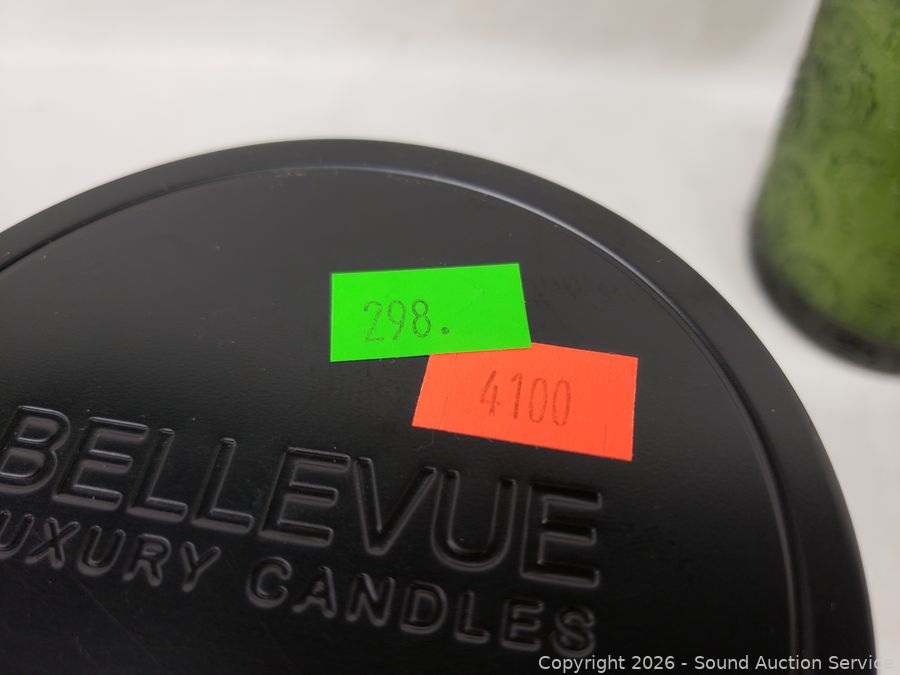 298.
4100
BELLEVUE
UXURY CANDLES
Copyright 2026 - Sound Auction Service